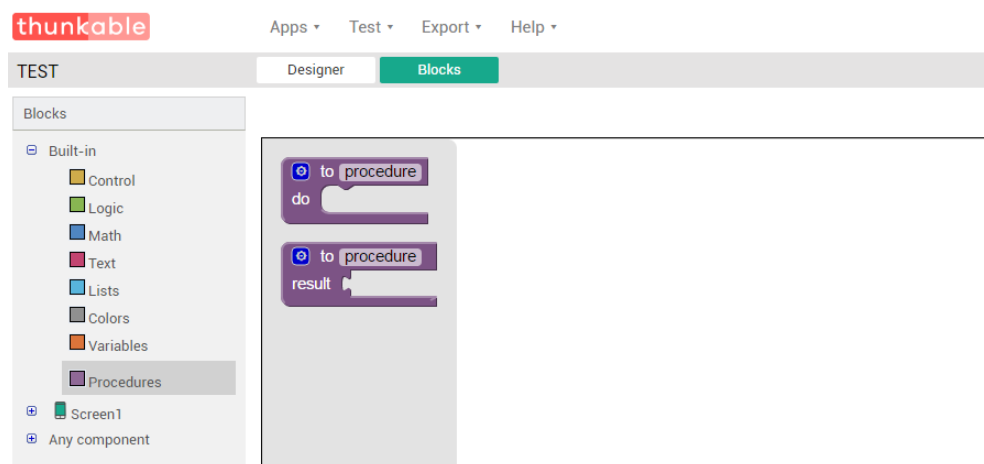 thunkable Apps Test Export Help
TEST Designer Blocks
Blocks
Built-in
Control
Logic
Math
Text
Lists
Colors
Variables
Procedures
Screen1
Any component
to procedure
do
to procedure
result